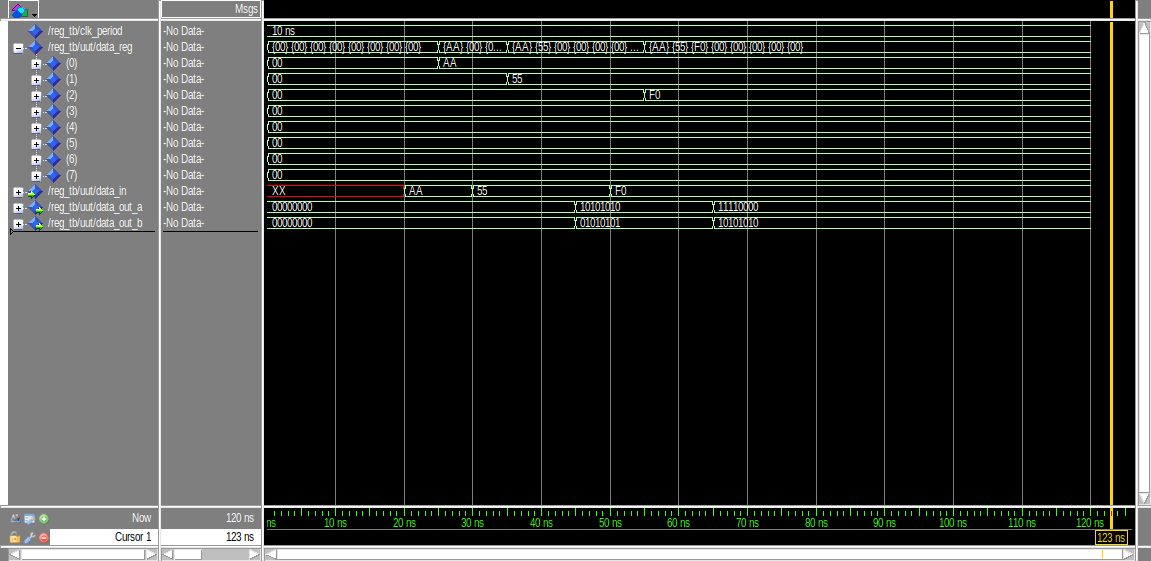 Msgs
/reg_tb/clk_period -No Data- 10 ns
/reg_tb/uut/data_reg -No Data- {00} {00} {00} {00} {00} {00} {00} {00} {AA} {00} {0... {AA} {55} {00} {00} {00} {00} ... {AA} {55} {F0} {00} {00} {00} {00} {00}
(0) -No Data- 00 AA
(1) -No Data- 00 55
(2) -No Data- 00 F0
(3) -No Data- 00
(4) -No Data- 00
(5) -No Data- 00
(6) -No Data- 00
(7) -No Data- 00
/reg_tb/uut/data_in -No Data- XX AA 55 F0
/reg_tb/uut/data_out_a -No Data- 00000000 10101010 11110000
/reg_tb/uut/data_out_b -No Data- 00000000 01010101 10101010
Now 120 ns ns 10 ns 20 ns 30 ns 40 ns 50 ns 60 ns 70 ns 80 ns 90 ns 100 ns 110 ns 120 ns
Cursor 1 123 ns 123 ns